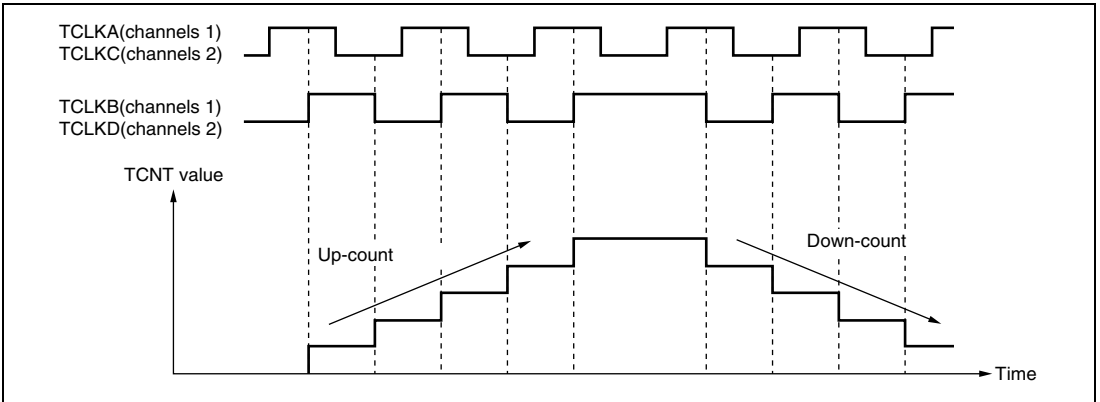 TCLKA(channels 1)
TCLKC(channels 2)
TCLKB(channels 1)
TCLKD(channels 2)
TCNT value
Up-count
Down-count
Time